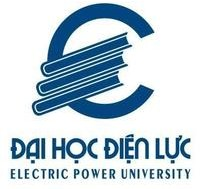 ĐẠI HỌC ĐIỆN LỰC
ELECTRIC POWER UNIVERSITY